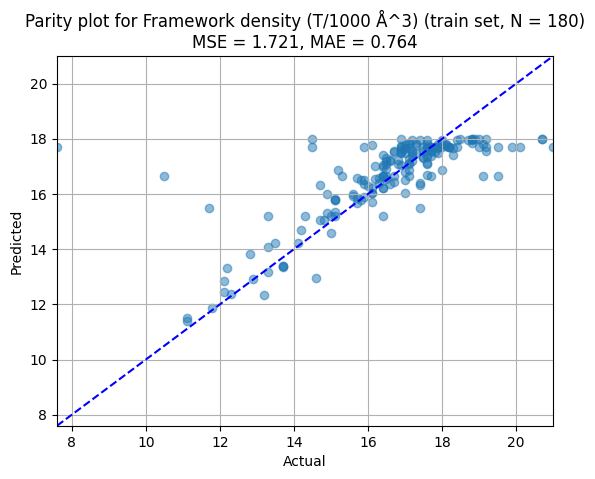 Parity plot for Framework density (T/1000 Å^3) (train set, N = 180)
MSE = 1.721, MAE = 0.764
20
18
16
14
12
10
8
Predicted
8 10 12 14 16 18 20
Actual